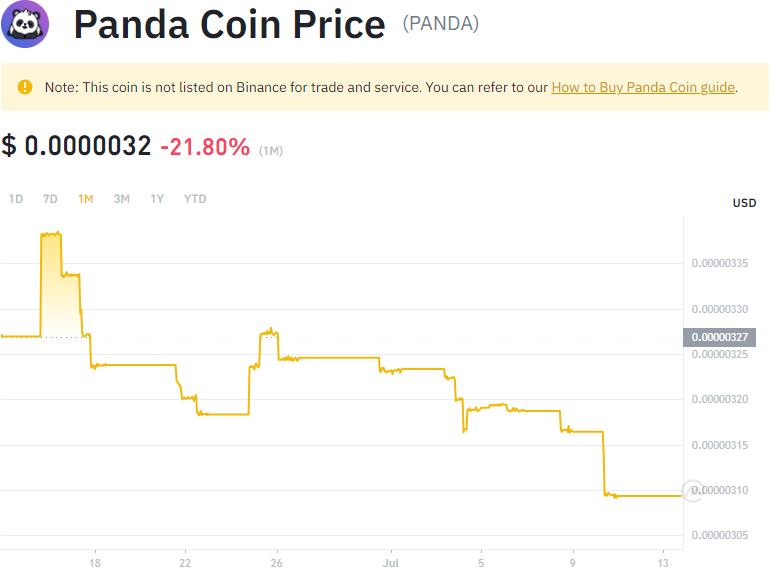 Panda Coin Price (PANDA)
Note: This coin is not listed on Binance for trade and service. You can refer to our How to Buy Panda Coin guide.
$ 0.0000032 -21.80% (1M)
1D 7D 1M 3M 1Y YTD
USD
0.00000335
0.00000330
0.00000327
0.00000325
0.00000320
0.00000315
0.00000310
0.00000305
18 22 26 Jul 5 9 13